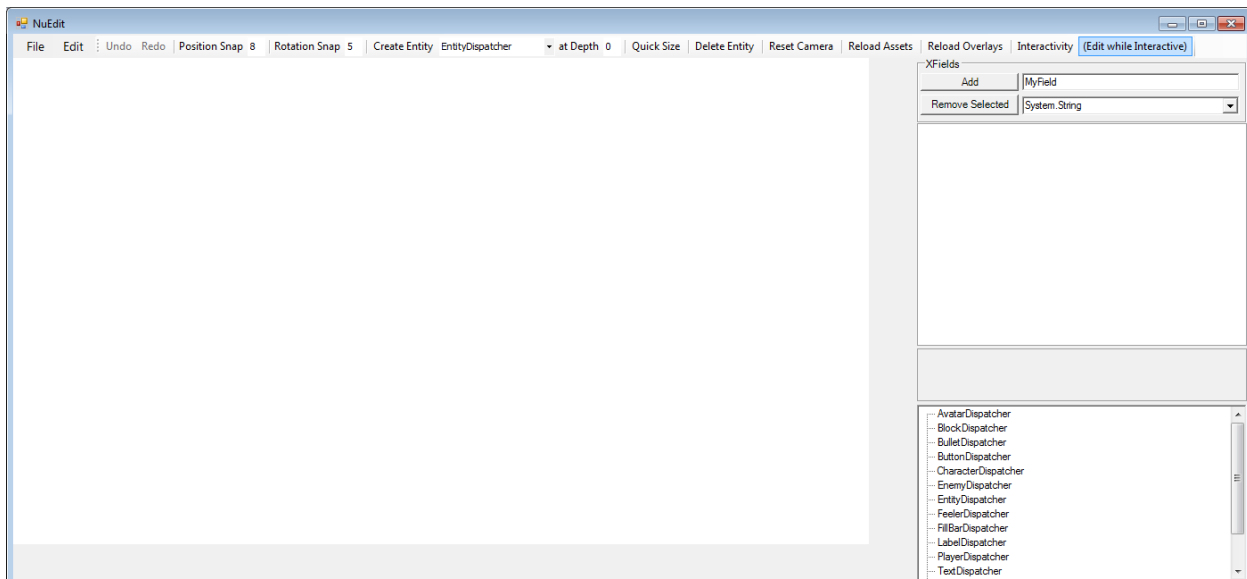 NuEdit
File Edit Undo Redo Position Snap 8 Rotation Snap 5 Create Entity EntityDispatcher at Depth 0 Quick Size Delete Entity Reset Camera Reload Assets Reload Overlays Interactivity (Edit while Interactive)
XFields
Add MyField
Remove Selected System.String
AvatarDispatcher
BlockDispatcher
BulletDispatcher
ButtonDispatcher
CharacterDispatcher
EnemyDispatcher
EntityDispatcher
FeelerDispatcher
FillBarDispatcher
LabelDispatcher
PlayerDispatcher
TextDispatcher